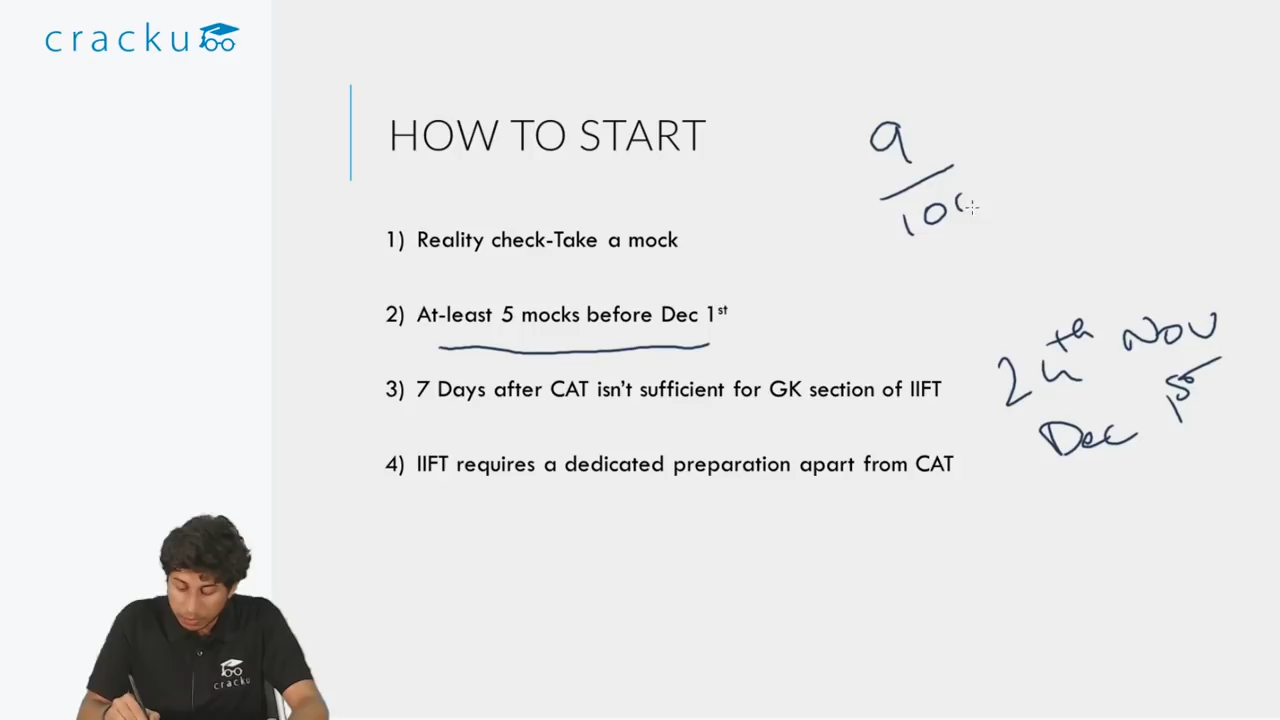 cracku
HOW TO START
9
100
1) Reality check-Take a mock
2) At-least 5 mocks before Dec 1st
3) 7 Days after CAT isn't sufficient for GK section of IIFT
4) IIFT requires a dedicated preparation apart from CAT
24th Nov
Dec 1st
cracku